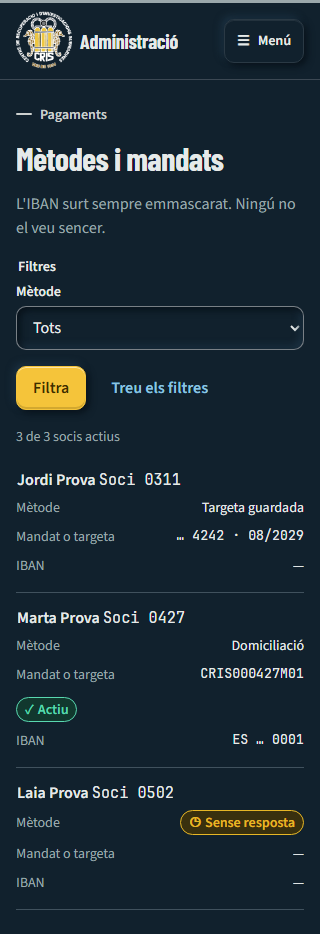 CRIS
Administració
☰ Menú
— Pagaments
Mètodes i mandats
L'IBAN surt sempre emmascarat. Ningú no
el veu sencer.
Filtres
Mètode
Tots
Filtra
Treu els filtres
3 de 3 socis actius
Jordi Prova Soci 0311
Mètode Targeta guardada
Mandat o targeta … 4242 · 08/2029
IBAN —
Marta Prova Soci 0427
Mètode Domiciliació
Mandat o targeta CRIS000427M01
✓ Actiu
IBAN ES … 0001
Laia Prova Soci 0502
Mètode Sense resposta
Mandat o targeta —
IBAN —